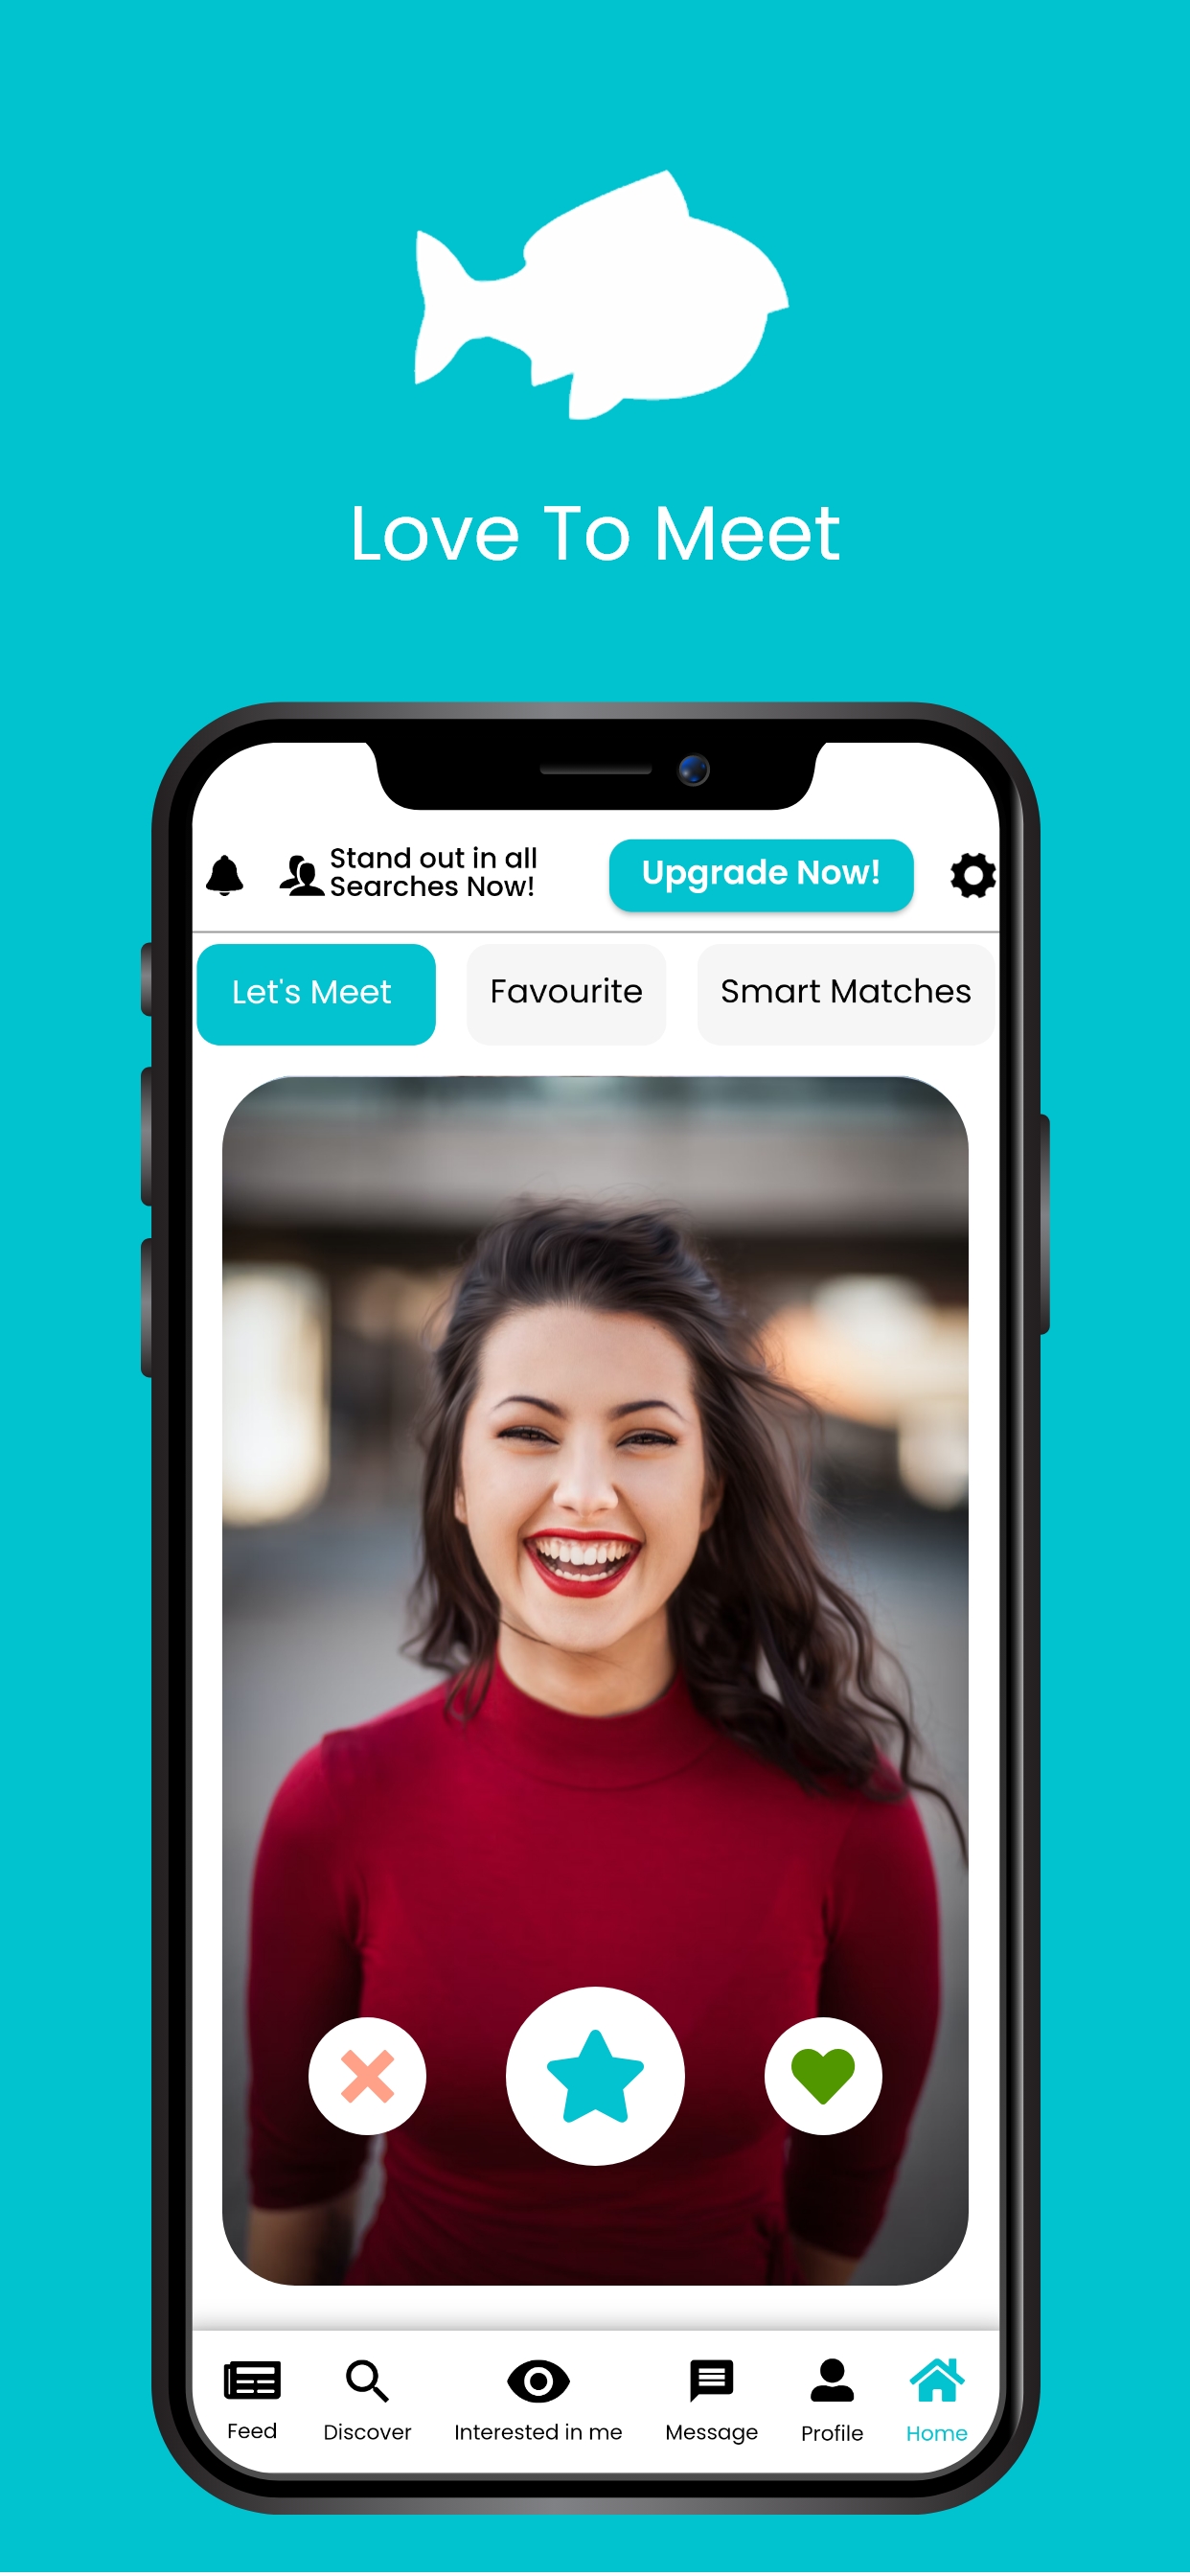 Love To Meet
Stand out in all
Searches Now!
Upgrade Now!
Let's Meet
Favourite
Smart Matches
Feed
Discover
Interested in me
Message
Profile
Home